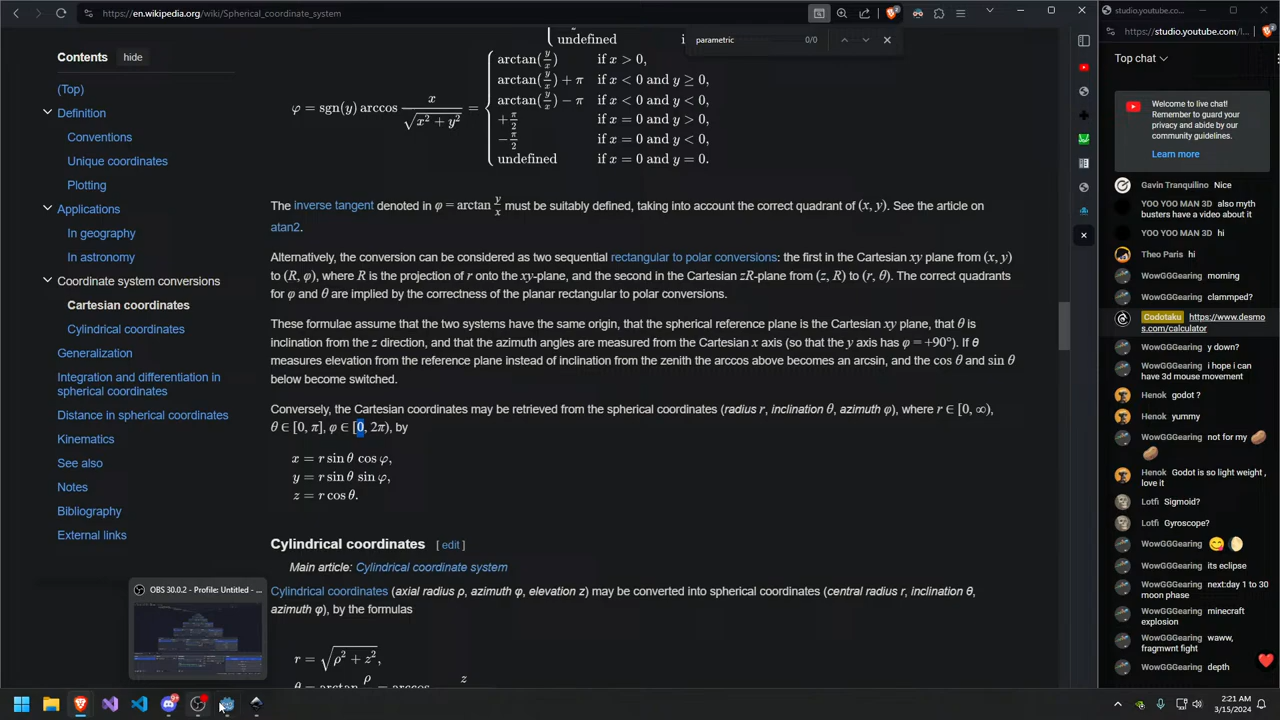 https://en.wikipedia.org/wiki/Spherical_coordinate_system
studio.youtube.co...
https://studio.youtube.com/l...
parametric
0/0
Top chat
Contents
hide
(Top)
Definition
Conventions
Unique coordinates
Plotting
Applications
In geography
In astronomy
Coordinate system conversions
Cartesian coordinates
Cylindrical coordinates
Generalization
Integration and differentiation in
spherical coordinates
Distance in spherical coordinates
Kinematics
See also
Notes
Bibliography
External links
undefined
arctan(y/x) if x > 0,
arctan(y/x) + π if x < 0 and y ≥ 0,
φ = sgn(y) arccos x/√(x² + y²) = arctan(y/x) − π if x < 0 and y < 0,
+π/2 if x = 0 and y > 0,
−π/2 if x = 0 and y < 0,
undefined if x = 0 and y = 0.
The inverse tangent denoted in φ = arctan y/x must be suitably defined, taking into account the correct quadrant of (x, y). See the article on
atan2.
Alternatively, the conversion can be considered as two sequential rectangular to polar conversions: the first in the Cartesian xy plane from (x, y)
to (R, φ), where R is the projection of r onto the xy-plane, and the second in the Cartesian zR-plane from (z, R) to (r, θ). The correct quadrants
for φ and θ are implied by the correctness of the planar rectangular to polar conversions.
These formulae assume that the two systems have the same origin, that the spherical reference plane is the Cartesian xy plane, that θ is
inclination from the z direction, and that the azimuth angles are measured from the Cartesian x axis (so that the y axis has φ = +90°). If θ
measures elevation from the reference plane instead of inclination from the zenith the arccos above becomes an arcsin, and the cos θ and sin θ
below become switched.
Conversely, the Cartesian coordinates may be retrieved from the spherical coordinates (radius r, inclination θ, azimuth φ), where r ∈ [0, ∞),
θ ∈ [0, π], φ ∈ [0, 2π), by
x = r sin θ cos φ,
y = r sin θ sin φ,
z = r cos θ.
Cylindrical coordinates [ edit ]
Main article: Cylindrical coordinate system
Cylindrical coordinates (axial radius ρ, azimuth φ, elevation z) may be converted into spherical coordinates (central radius r, inclination θ,
azimuth φ), by the formulas
r = √(ρ² + z²),
OBS 30.0.2 - Profile: Untitled - ...
Welcome to live chat!
Remember to guard your
privacy and abide by our
community guidelines.
Learn more
Gavin Tranquilino Nice
YOO YOO MAN 3D also myth
busters have a video about it
YOO YOO MAN 3D hi
Theo Paris hi
WowGGGearing morning
WowGGGearing clammped?
Codotaku https://www.desmo
s.com/calculator
WowGGGearing y down?
WowGGGearing i hope i can
have 3d mouse movement
Henok godot ?
Henok yummy
WowGGGearing not for my 🥔
🥔
Henok Godot is so light weight ,
love it
Lotfi Sigmoid?
Lotfi Gyroscope?
WowGGGearing 😋 🌔
WowGGGearing its eclipse
WowGGGearing next:day 1 to 30
moon phase
WowGGGearing minecraft
explosion
WowGGGearing waww,
fragmwnt fight
WowGGGearing depth
2:21 AM
3/15/2024